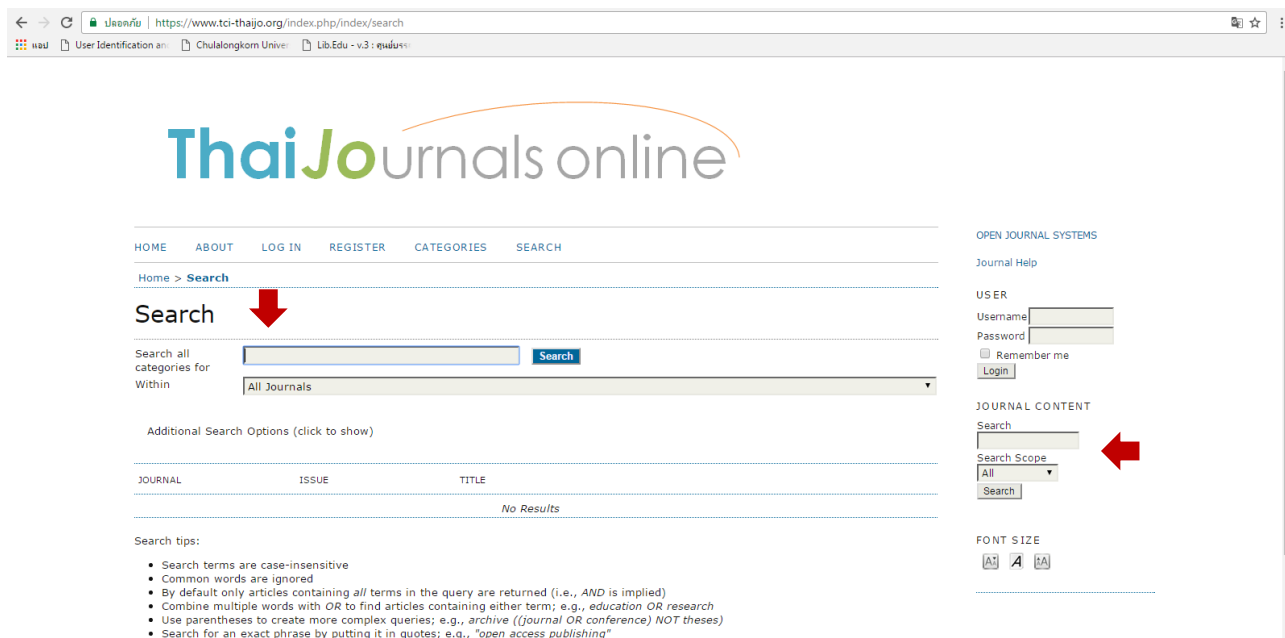 ปลอดภัย | https://www.tci-thaijo.org/index.php/index/search
แอป User Identification an Chulalongkorn Univer Lib.Edu - v.3 : ศูนย์บรร
ThaiJournals online
HOME ABOUT LOG IN REGISTER CATEGORIES SEARCH
Home > Search
Search
Search all
categories for
Search
Within
All Journals
Additional Search Options (click to show)
JOURNAL ISSUE TITLE
No Results
Search tips:
• Search terms are case-insensitive
• Common words are ignored
• By default only articles containing all terms in the query are returned (i.e., AND is implied)
• Combine multiple words with OR to find articles containing either term; e.g., education OR research
• Use parentheses to create more complex queries; e.g., archive ((journal OR conference) NOT theses)
• Search for an exact phrase by putting it in quotes; e.g., "open access publishing"
OPEN JOURNAL SYSTEMS
Journal Help
USER
Username
Password
Remember me
Login
JOURNAL CONTENT
Search
Search Scope
All
Search
FONT SIZE
A A A